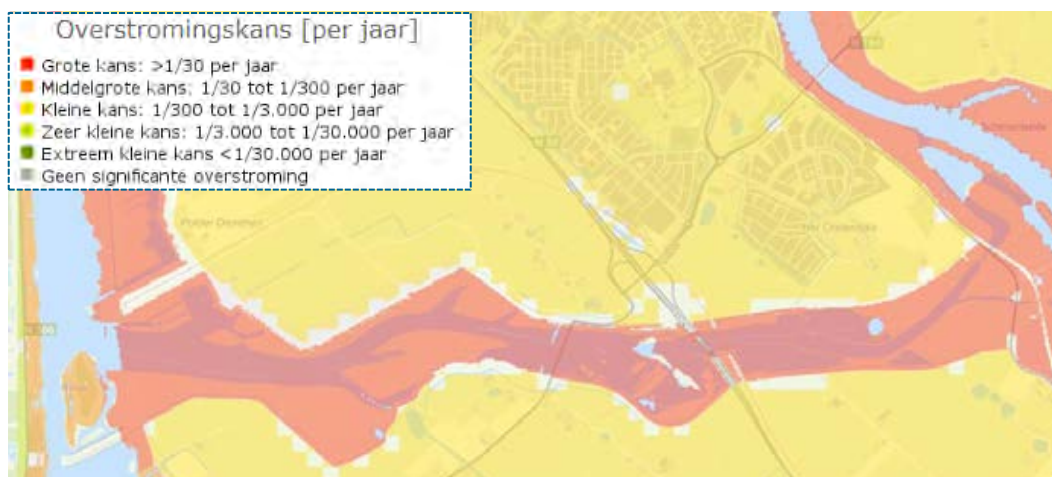 Overstromingskans [per jaar]
Grote kans: >1/30 per jaar
Middelgrote kans: 1/30 tot 1/300 per jaar
Kleine kans: 1/300 tot 1/3.000 per jaar
Zeer kleine kans: 1/3.000 tot 1/30.000 per jaar
Extreem kleine kans <1/30.000 per jaar
Geen significante overstroming
Polder Dronthen